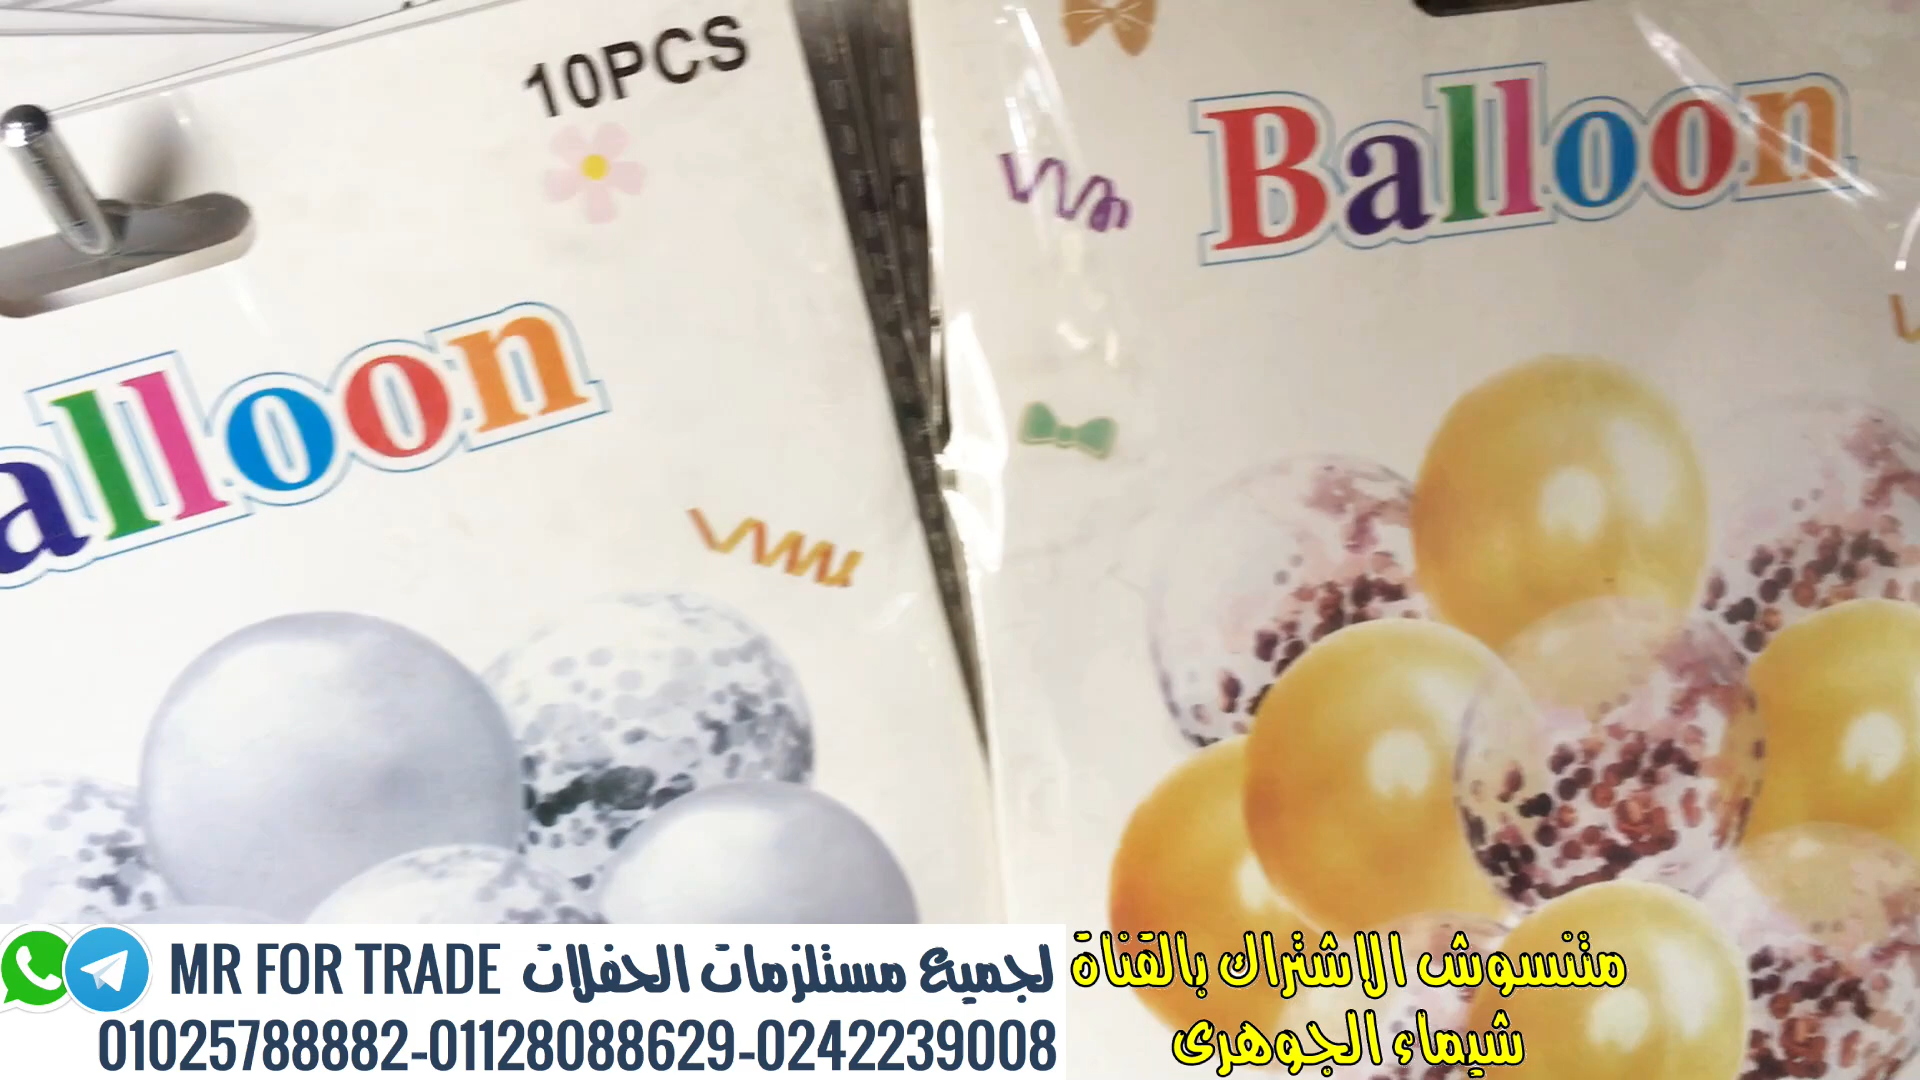 10PCS
alloon
Balloon
MR FOR TRADE لجميع مستلزمات الحفلات
01025788882-01128088629-0242239008
متنسوش الاشتراك بالقناة
شيماء الجوهرى